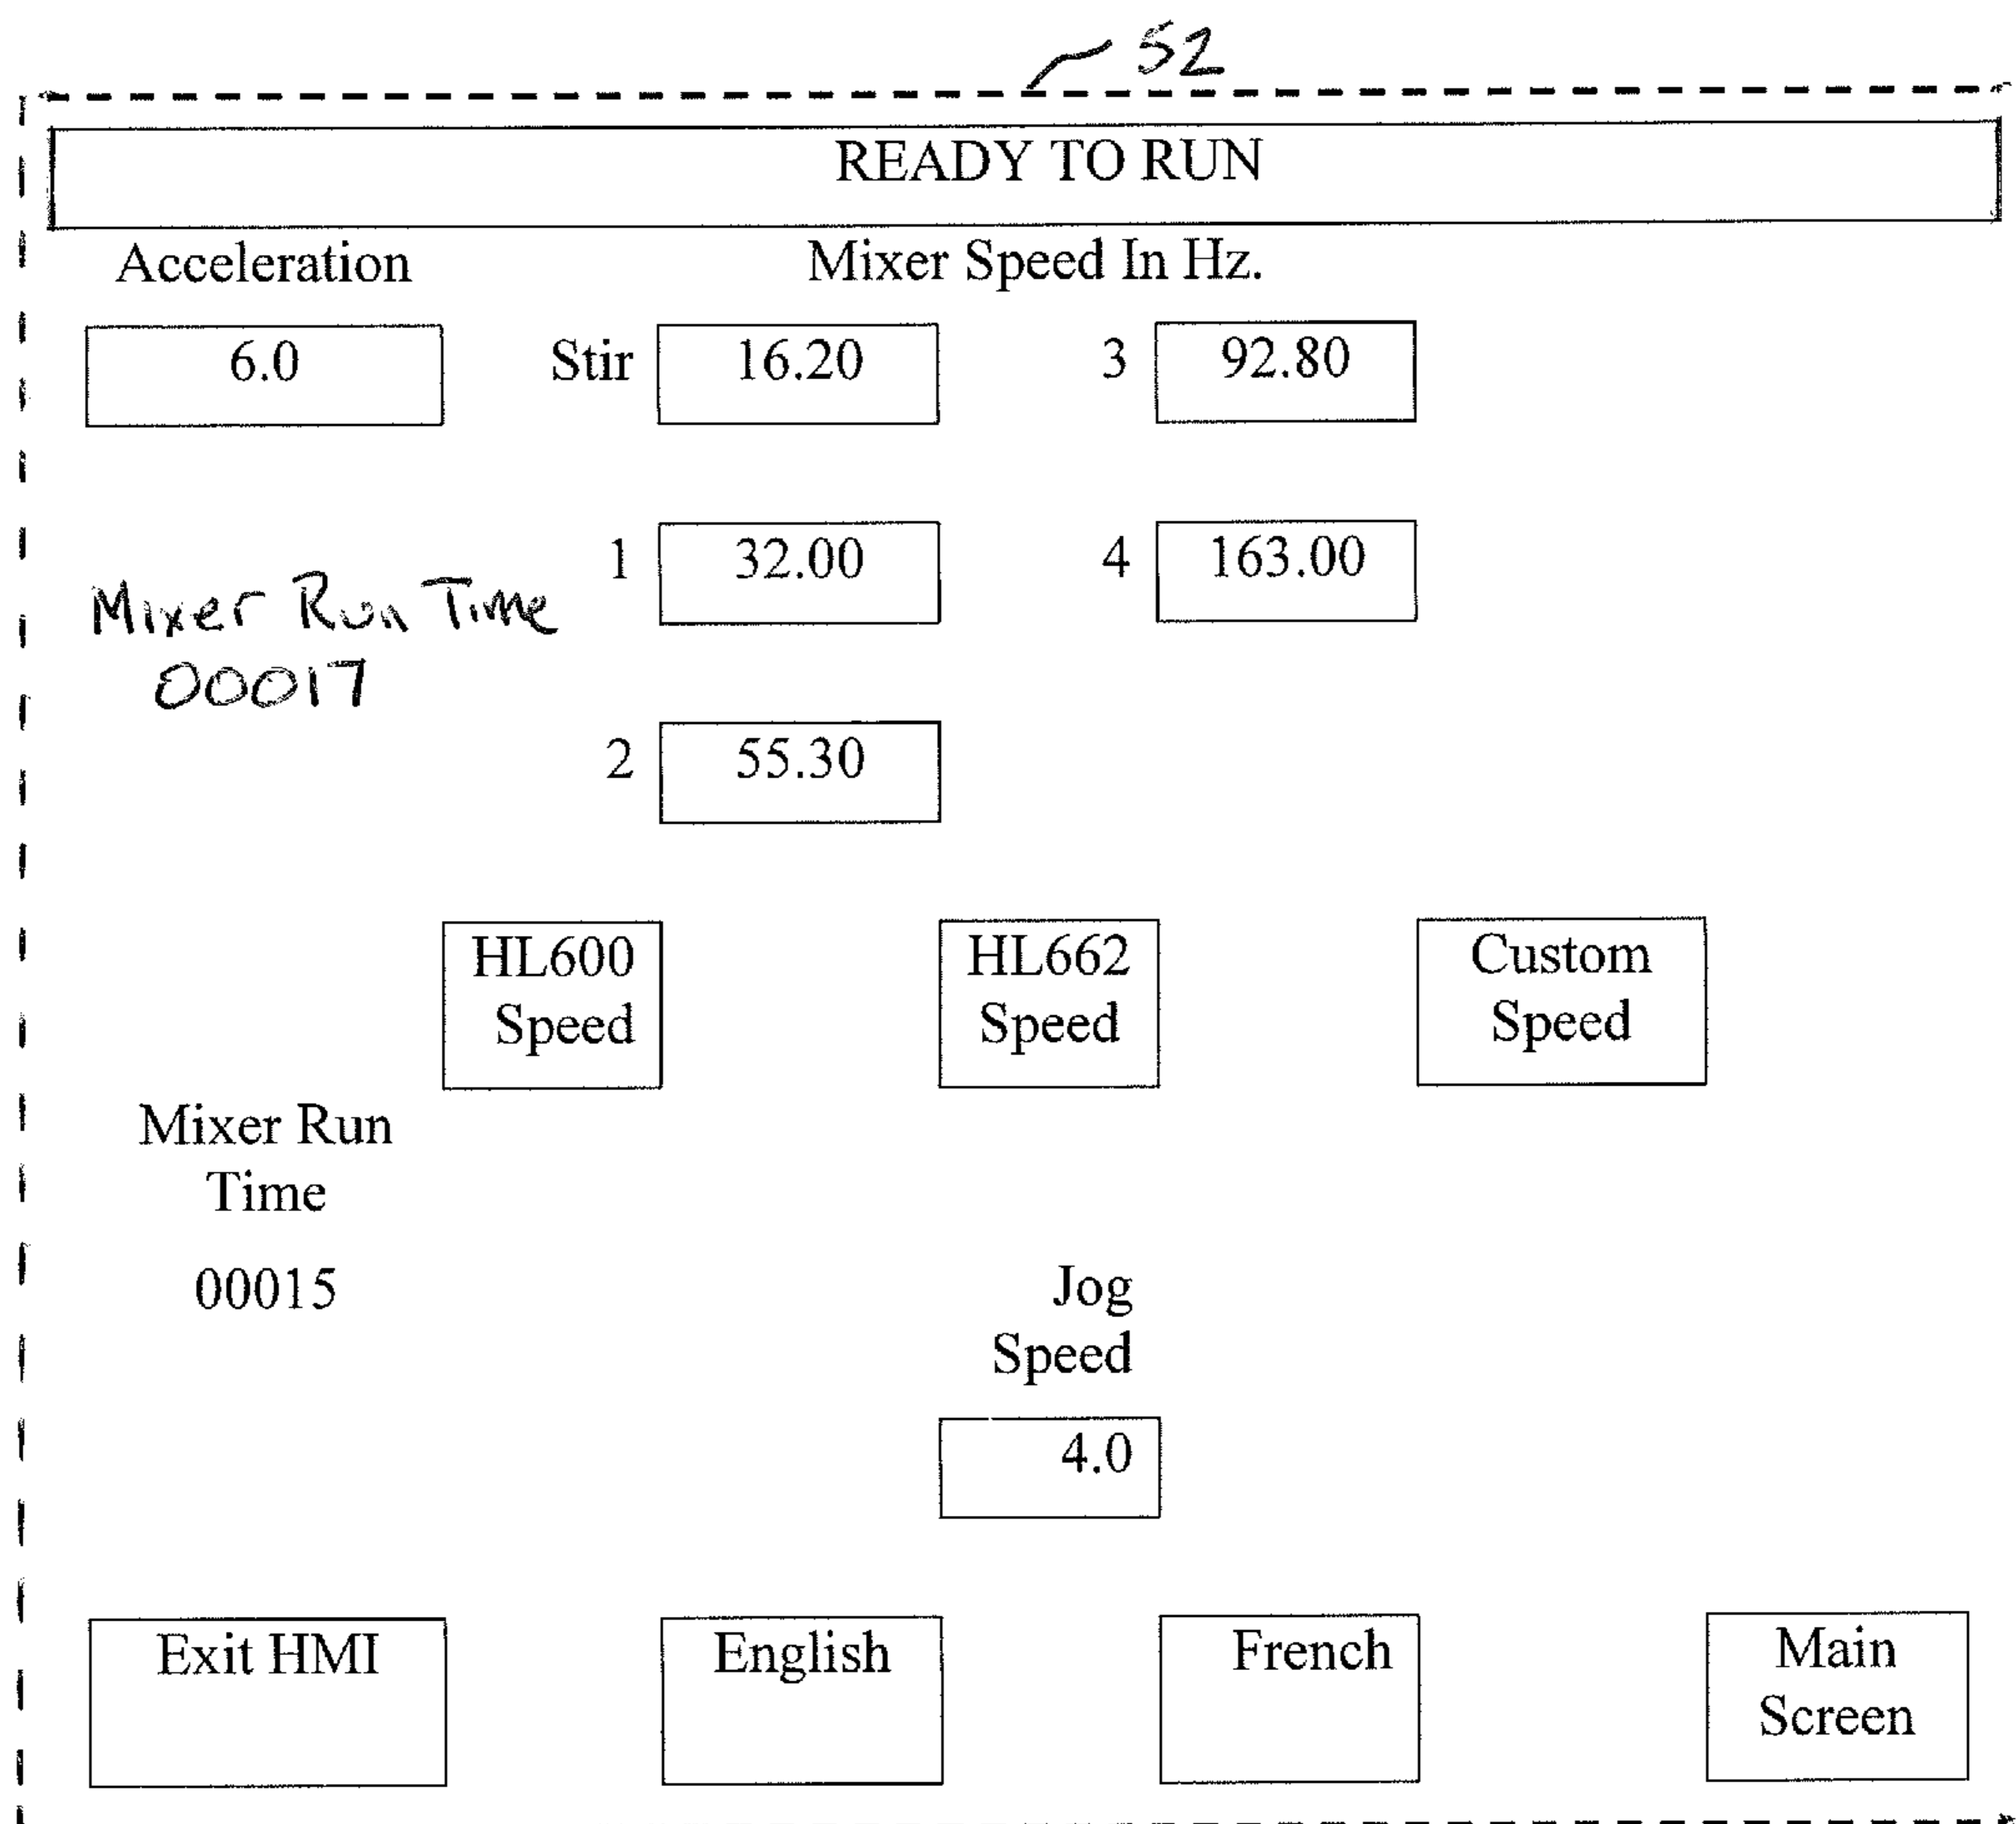 52
READY TO RUN
Acceleration
Mixer Speed In Hz.
6.0
Stir
16.20
3
92.80
1
32.00
4
163.00
Mixer Run Time
00017
2
55.30
HL600
Speed
HL662
Speed
Custom
Speed
Mixer Run
Time
00015
Jog
Speed
4.0
Exit HMI
English
French
Main
Screen